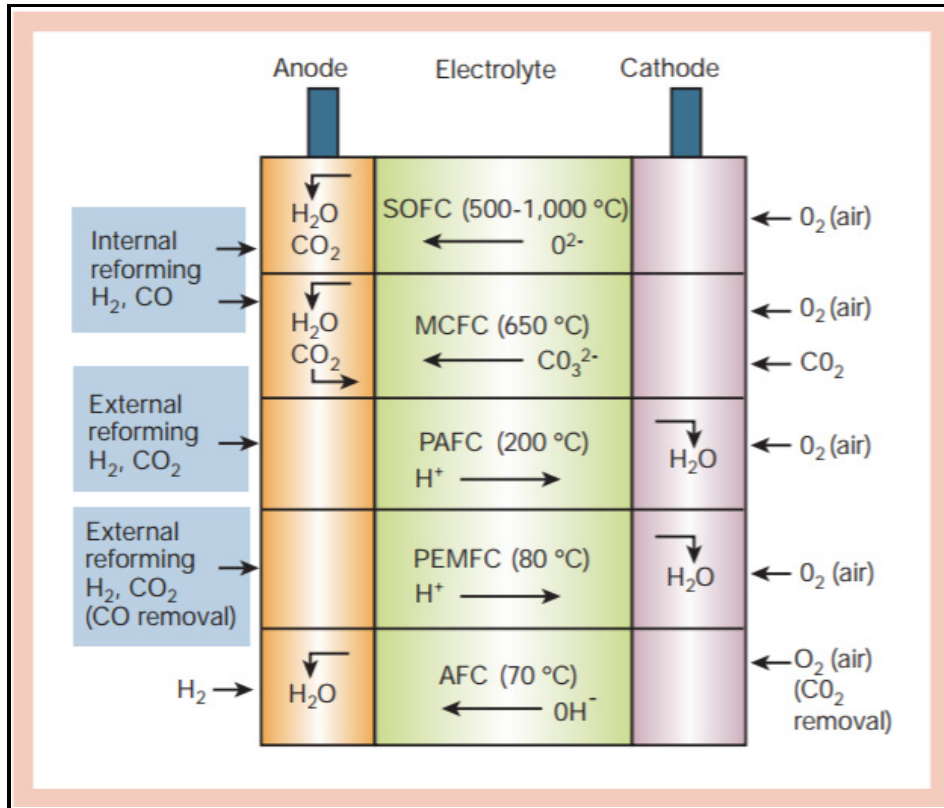 Anode
Electrolyte
Cathode
Internal
reforming
H₂, CO
H₂O
CO₂
SOFC (500-1,000 °C)
O²⁻
O₂ (air)
H₂O
CO₂
MCFC (650 °C)
CO₃²⁻
O₂ (air)
CO₂
External
reforming
H₂, CO₂
PAFC (200 °C)
H⁺
H₂O
O₂ (air)
External
reforming
H₂, CO₂
(CO removal)
PEMFC (80 °C)
H⁺
H₂O
O₂ (air)
H₂
H₂O
AFC (70 °C)
OH⁻
O₂ (air)
(CO₂
removal)